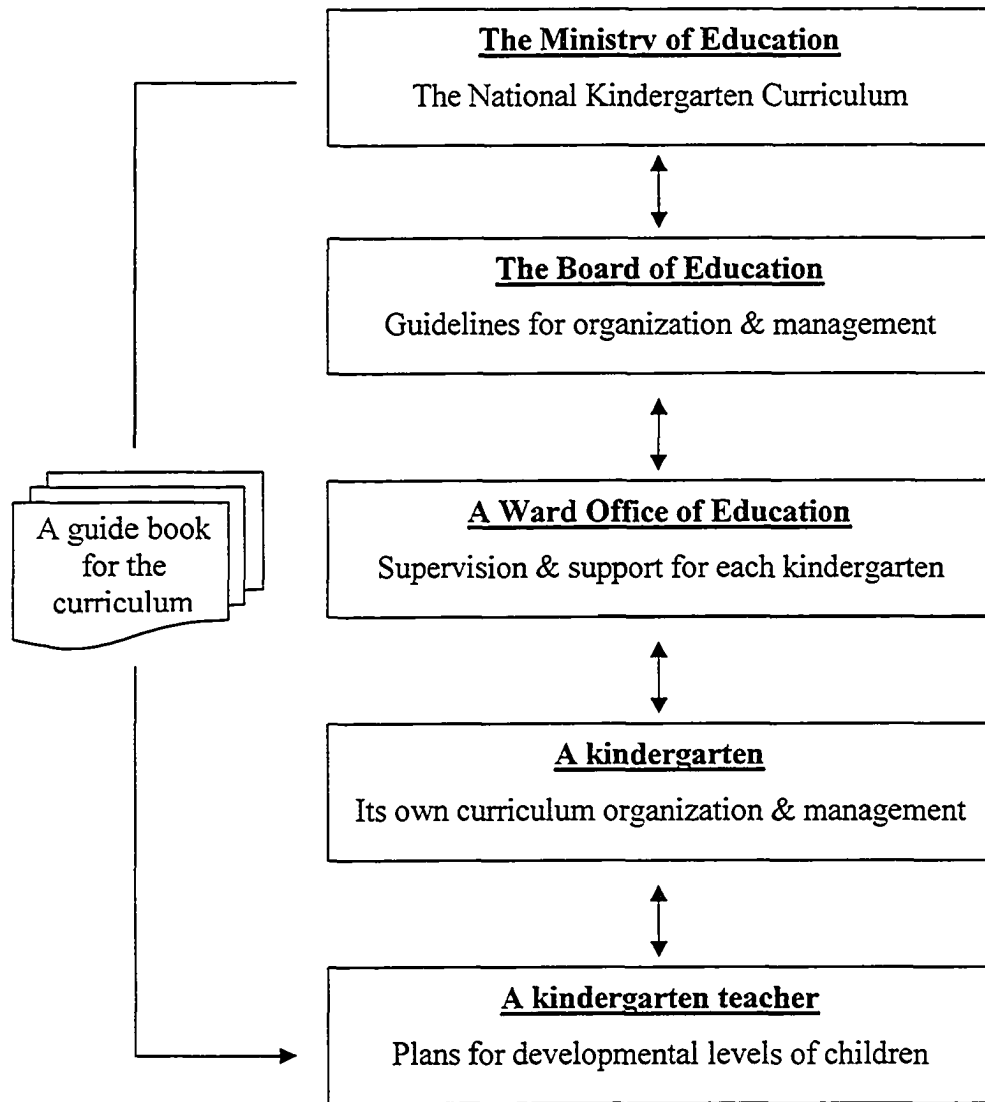 The Ministry of Education
The National Kindergarten Curriculum
The Board of Education
Guidelines for organization & management
A Ward Office of Education
Supervision & support for each kindergarten
A guide book
for the
curriculum
A kindergarten
Its own curriculum organization & management
A kindergarten teacher
Plans for developmental levels of children